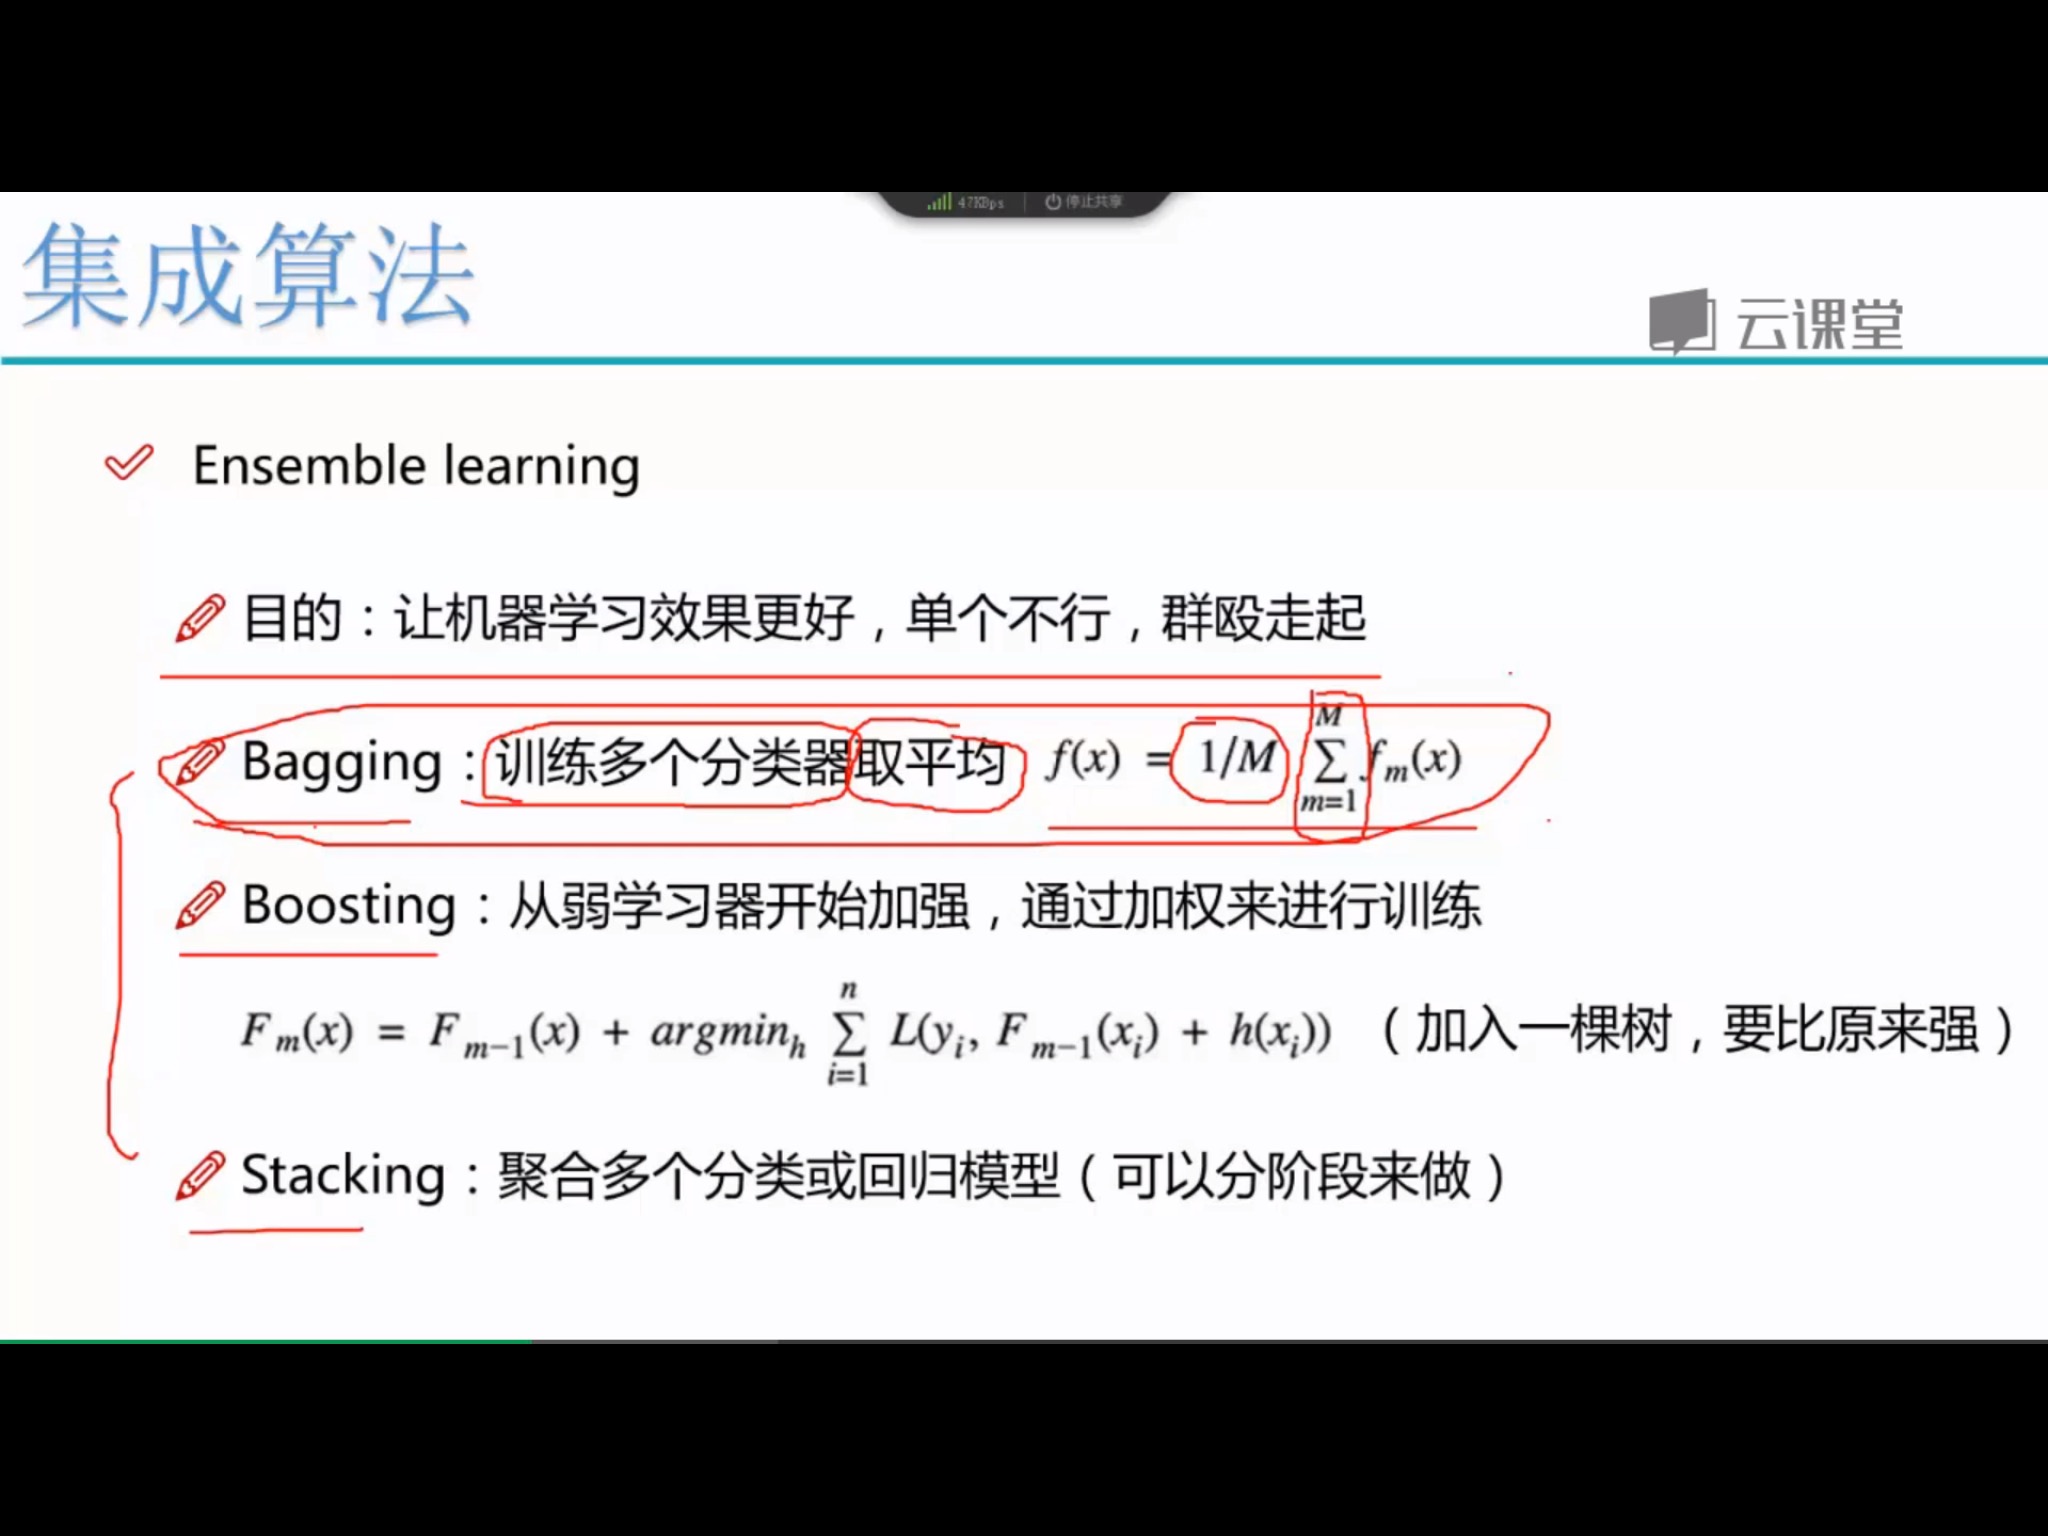 47KBps 停止共享
集成算法
云课堂
Ensemble learning
目的：让机器学习效果更好，单个不行，群殴走起
Bagging：训练多个分类器取平均 f(x) = 1/M ∑_{m=1}^{M} f_m(x)
Boosting：从弱学习器开始加强，通过加权来进行训练
F_m(x) = F_{m−1}(x) + argmin_h ∑_{i=1}^{n} L(y_i, F_{m−1}(x_i) + h(x_i)) （加入一棵树，要比原来强）
Stacking：聚合多个分类或回归模型（可以分阶段来做）